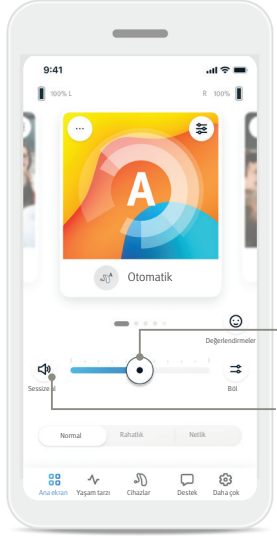 9:41
100% L
R 100%
A
Otomatik
Değerlendirmeler
Sessize al
Böl
Normal
Rahatlık
Netlik
Ana ekran
Yaşam tarzı
Cihazlar
Destek
Daha çok